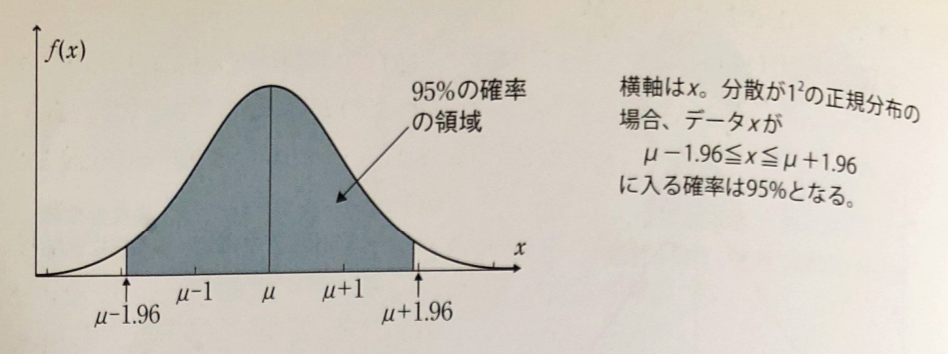 f(x)
95%の確率
の領域
x
μ−1.96
μ−1
μ
μ+1
μ+1.96
横軸はx。分散が1²の正規分布の
場合、データxが
μ−1.96≦x≦μ+1.96
に入る確率は95%となる。